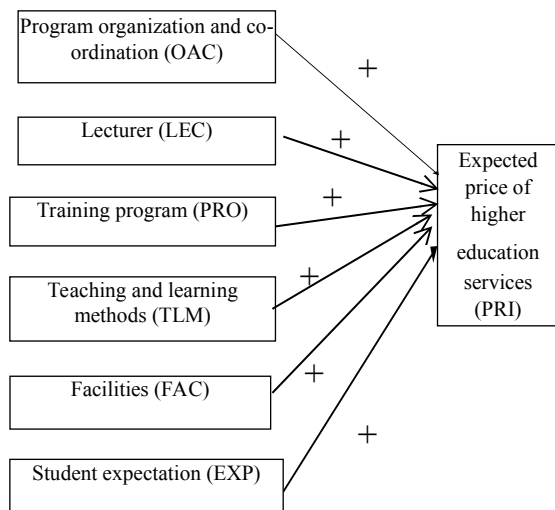 Program organization and co-
ordination (OAC)
+
Lecturer (LEC)
+
Training program (PRO)
+
Teaching and learning
methods (TLM)
+
Facilities (FAC)
+
Student expectation (EXP)
+
Expected
price of
higher
education
services
(PRI)